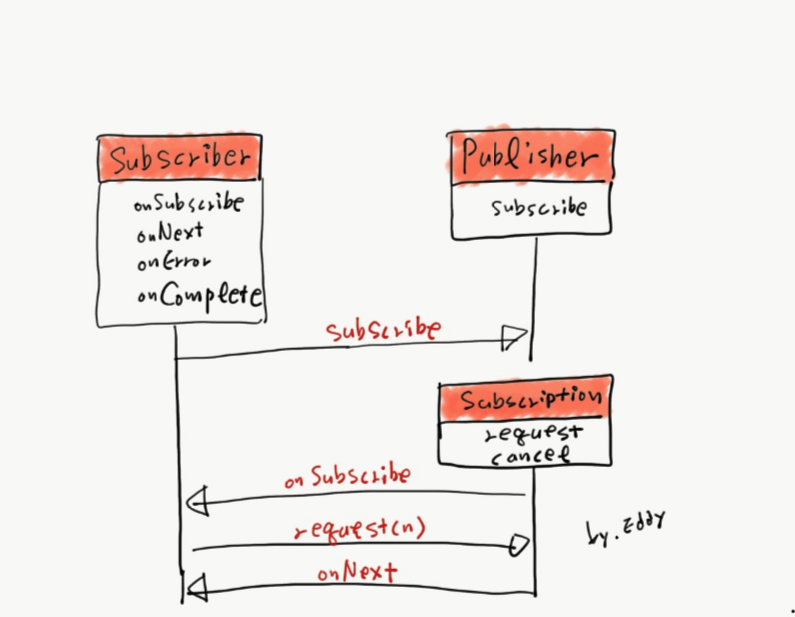 Subscriber
onSubscribe
onNext
onError
onComplete
Publisher
subscribe
subscribe
Subscription
request
cancel
onSubscribe
request(n)
onNext
by. Eddy